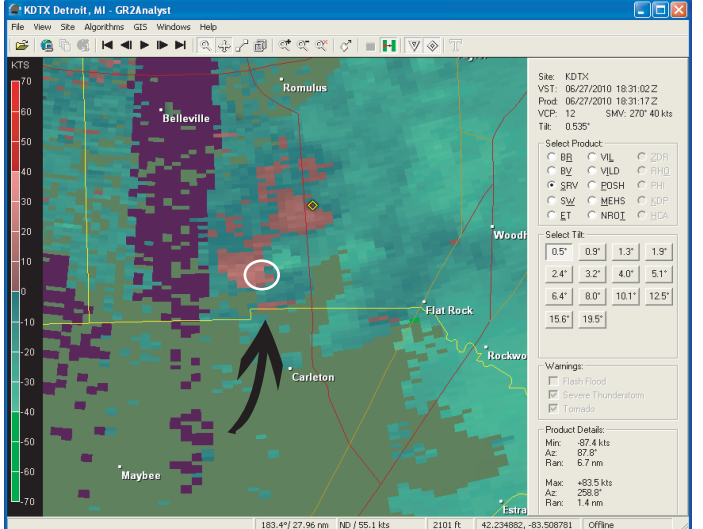 KDTX Detroit, MI - GR2Analyst
File View Site Algorithms GIS Windows Help
KTS
70
60
50
40
30
20
10
0
-10
-20
-30
-40
-50
-60
-70
Romulus
Belleville
Woodh
Flat Rock
Rockwo
Carleton
Maybee
Estra
Site: KDTX
VST: 06/27/2010 18:31:02 Z
Prod: 06/27/2010 18:31:17 Z
VCP: 12 SMV: 270° 40 kts
Tilt: 0.535°
Select Product:
BR VIL ZDR
BV VILD RHO
SRV POSH PHI
SW MEHS KDP
ET NROT HCA
Select Tilt:
0.5° 0.9° 1.3° 1.9°
2.4° 3.2° 4.0° 5.1°
6.4° 8.0° 10.1° 12.5°
15.6° 19.5°
Warnings:
Flash Flood
Severe Thunderstorm
Tornado
Product Details:
Min: -87.4 kts
Az: 87.8°
Ran: 6.7 nm
Max: +83.5 kts
Az: 258.8°
Ran: 1.4 nm
183.4°/ 27.96 nm ND / 55.1 kts 2101 ft 42.234882, -83.508781 Offline